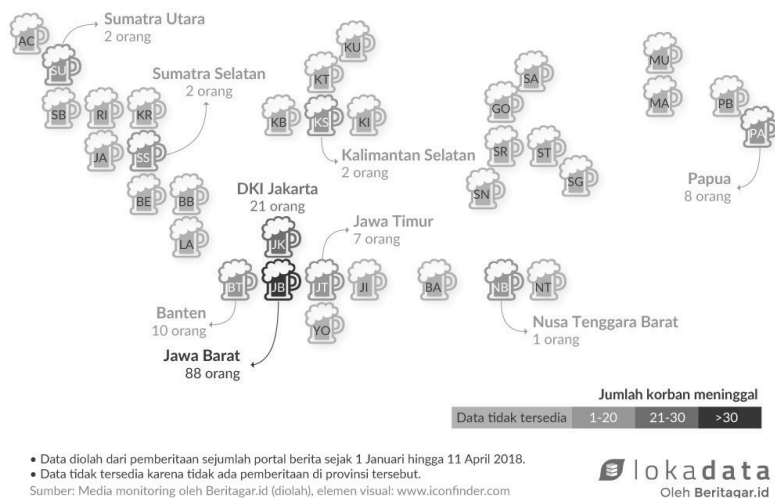 AC
Sumatra Utara
2 orang
SU
Sumatra Selatan
2 orang
KU
KT
SA
MU
SB RI KR
KB KS KI
GO
MA PB PA
JA SS
Kalimantan Selatan
2 orang
SR ST
SG
SN
Papua
8 orang
BE BB
LA
DKI Jakarta
21 orang
JK
Jawa Timur
7 orang
BT JB JT JI BA NB NT
YO
Banten
10 orang
Jawa Barat
88 orang
Nusa Tenggara Barat
1 orang
Jumlah korban meninggal
Data tidak tersedia 1-20 21-30 >30
• Data diolah dari pemberitaan sejumlah portal berita sejak 1 Januari hingga 11 April 2018.
• Data tidak tersedia karena tidak ada pemberitaan di provinsi tersebut.
Sumber: Media monitoring oleh Beritagar.id (diolah), elemen visual: www.iconfinder.com
lokadata
Oleh Beritagar.id